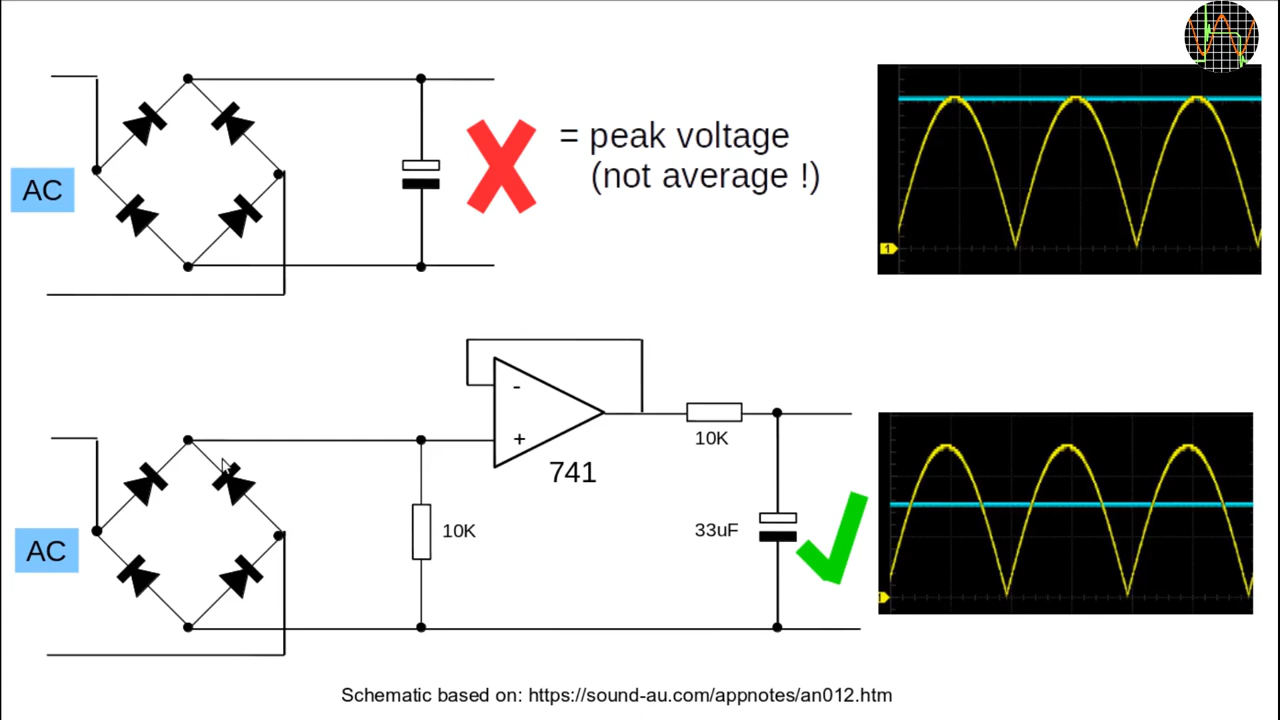 AC
= peak voltage
(not average !)
1
-
+
741
10K
10K
33uF
AC
Schematic based on: https://sound-au.com/appnotes/an012.htm